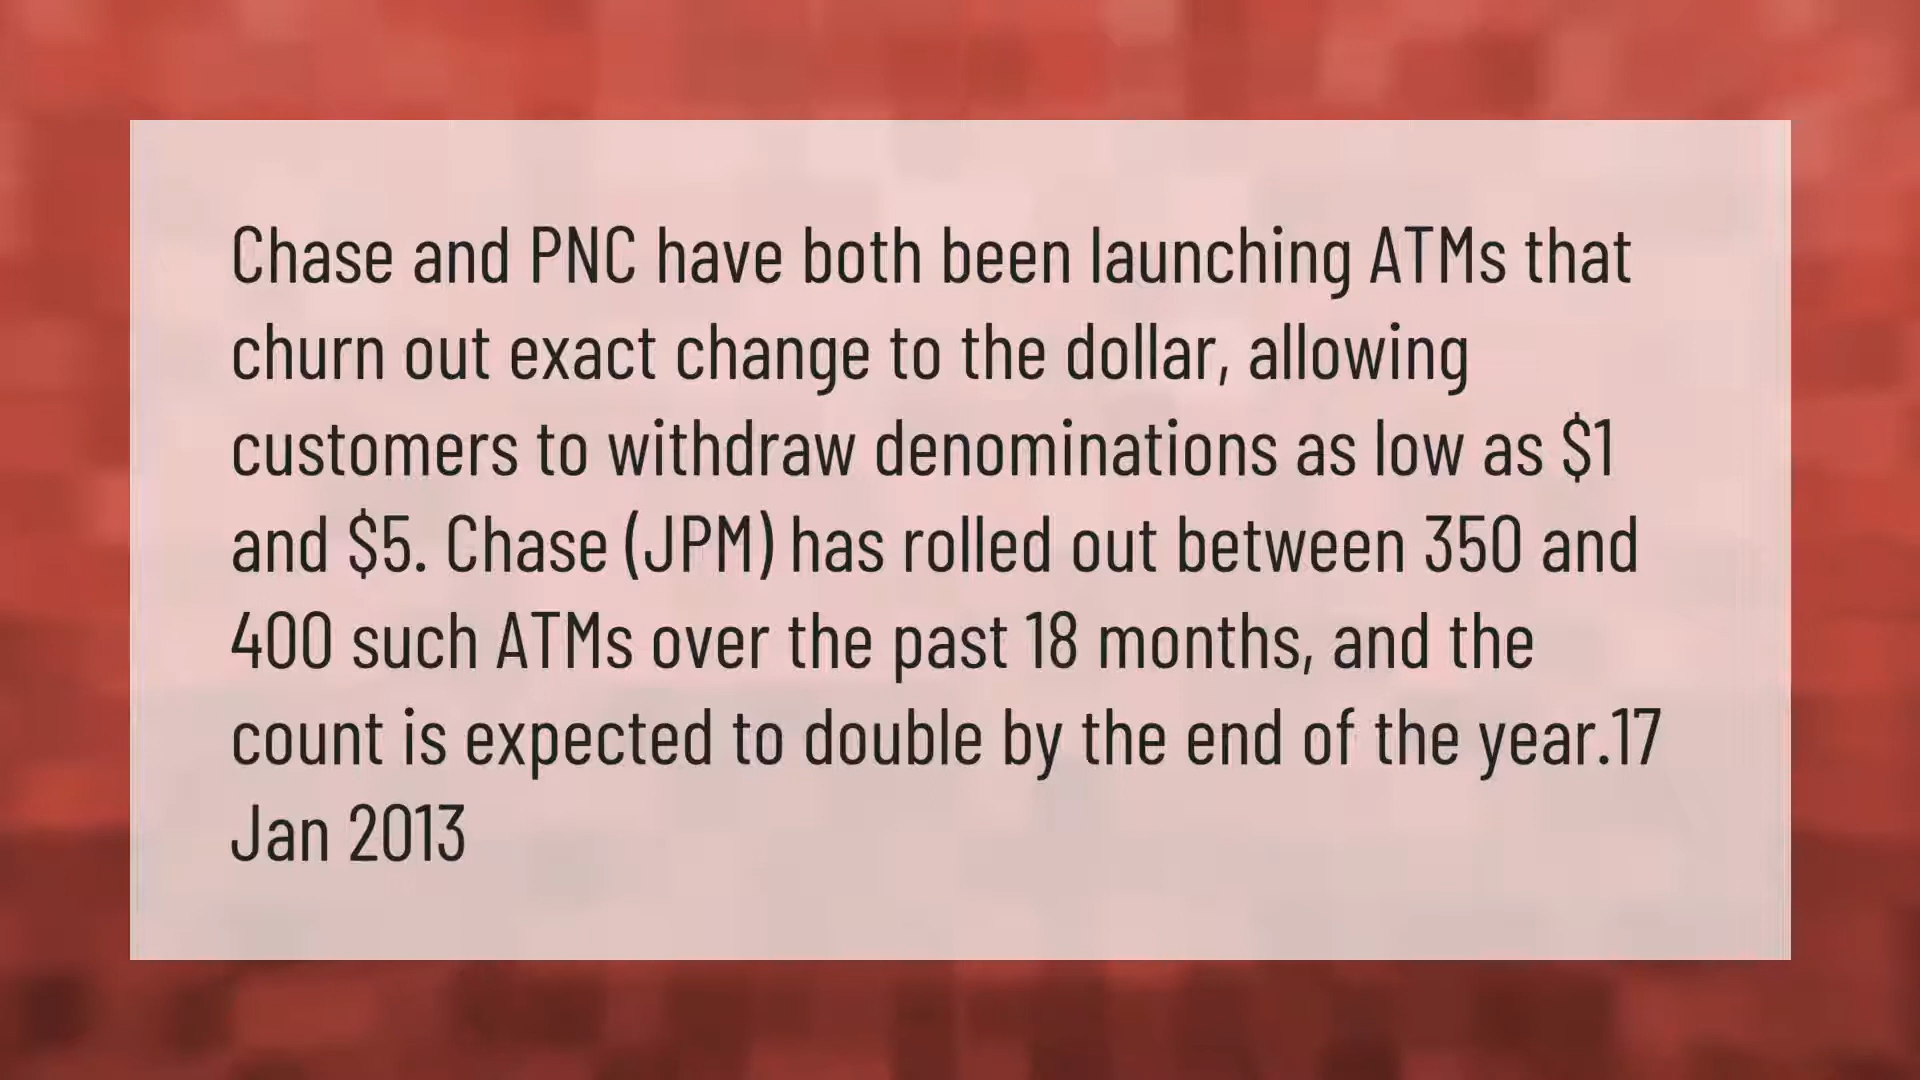 Chase and PNC have both been launching ATMs that
churn out exact change to the dollar, allowing
customers to withdraw denominations as low as $1
and $5. Chase (JPM) has rolled out between 350 and
400 such ATMs over the past 18 months, and the
count is expected to double by the end of the year.17
Jan 2013